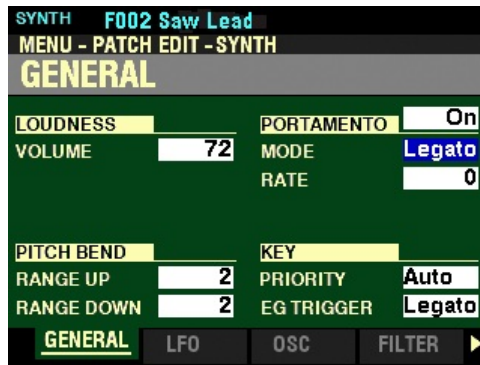 SYNTH F002 Saw Lead
MENU - PATCH EDIT - SYNTH
GENERAL
LOUDNESS
VOLUME 72
PORTAMENTO On
MODE Legato
RATE 0
PITCH BEND
RANGE UP 2
RANGE DOWN 2
KEY
PRIORITY Auto
EG TRIGGER Legato
GENERAL LFO OSC FILTER